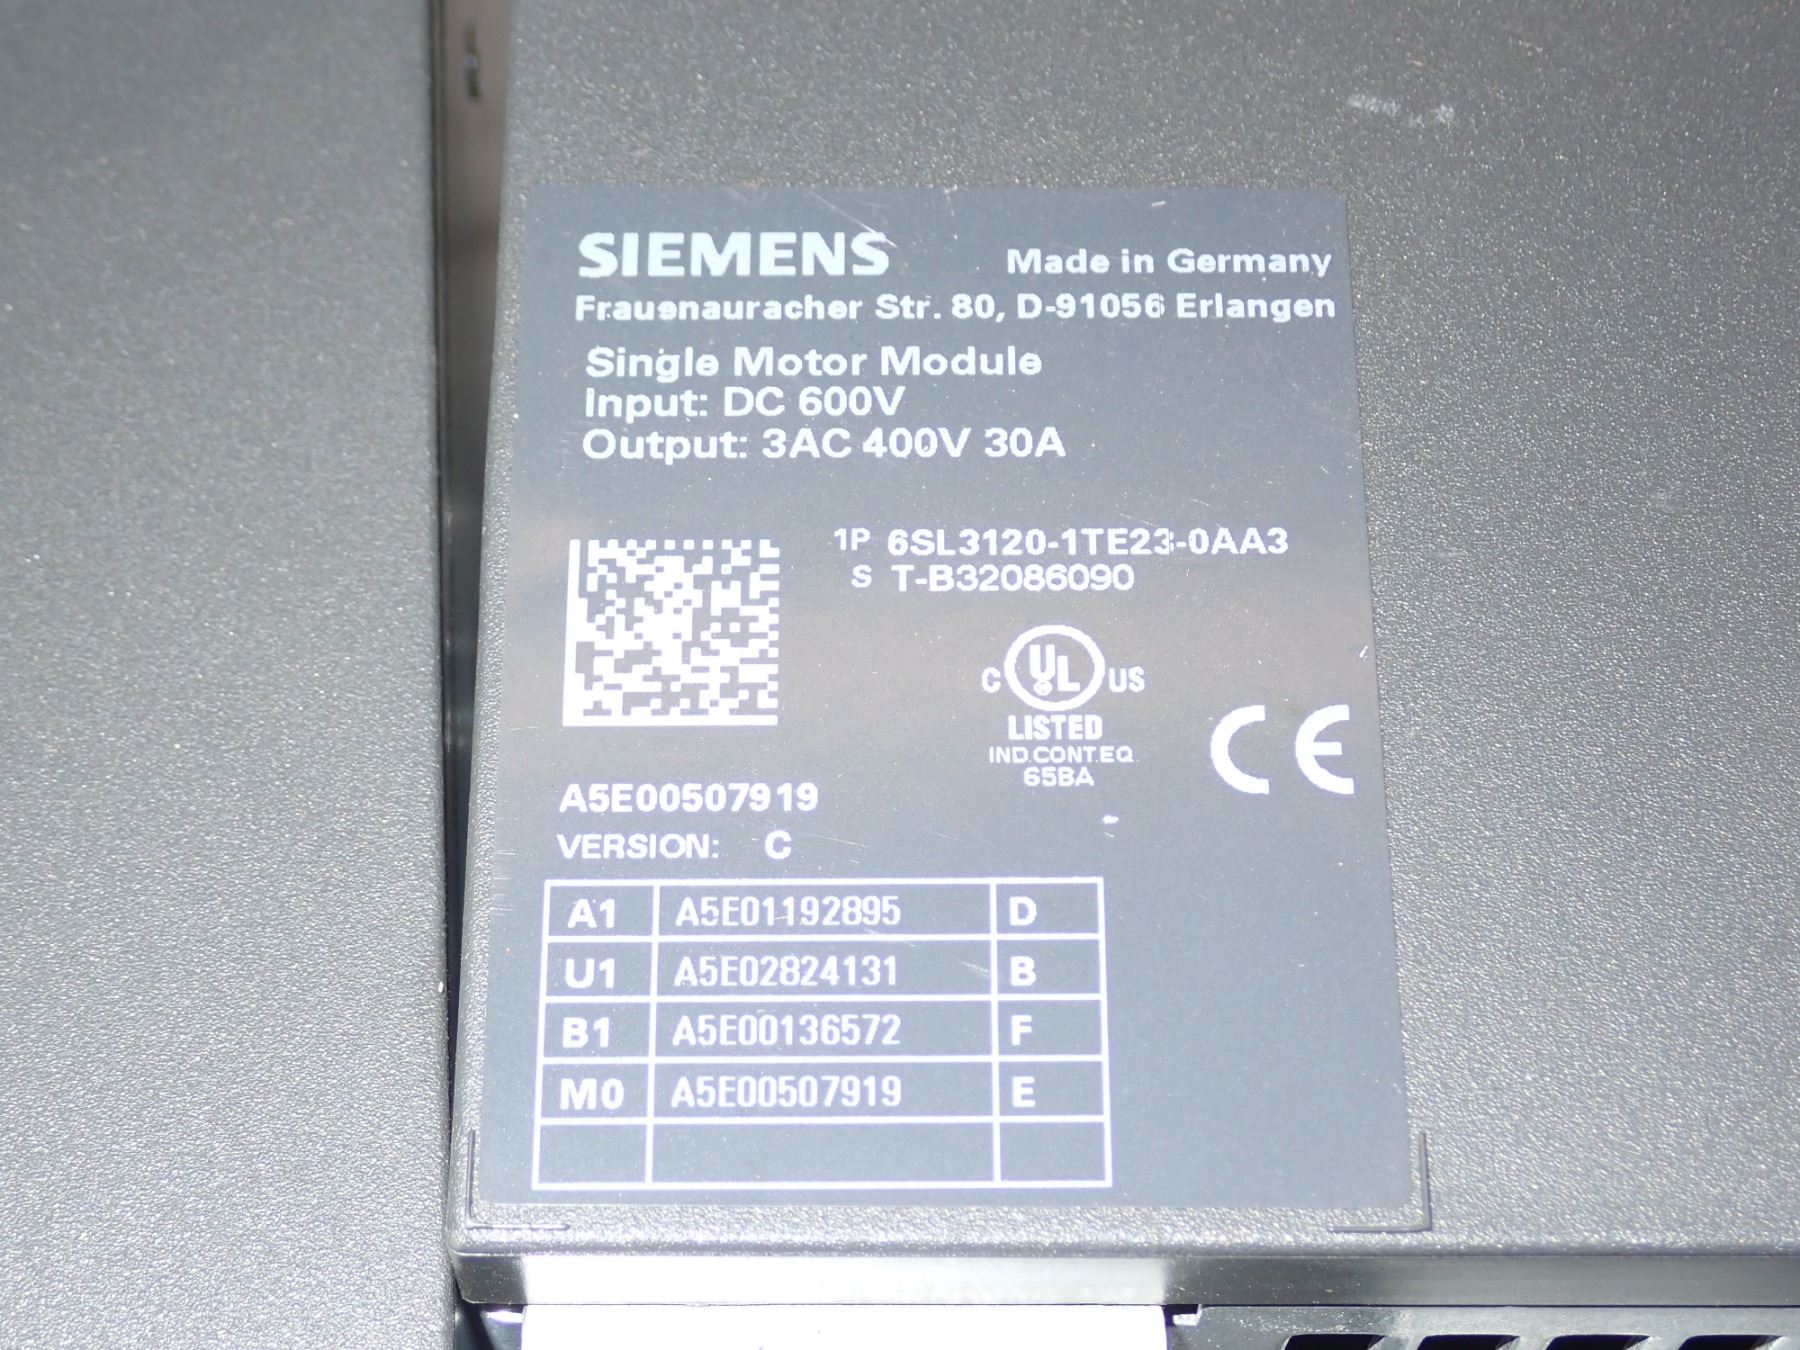 SIEMENS Made in Germany
Frauenauracher Str. 80, D-91056 Erlangen
Single Motor Module
Input: DC 600V
Output: 3AC 400V 30A
1P 6SL3120-1TE23-0AA3
S T-B32086090
C UL US
LISTED
IND.CONT.EQ.
65BA
CE
A5E00507919
VERSION: C
A1 A5E01192895 D
U1 A5E02824131 B
B1 A5E00136572 F
M0 A5E00507919 E